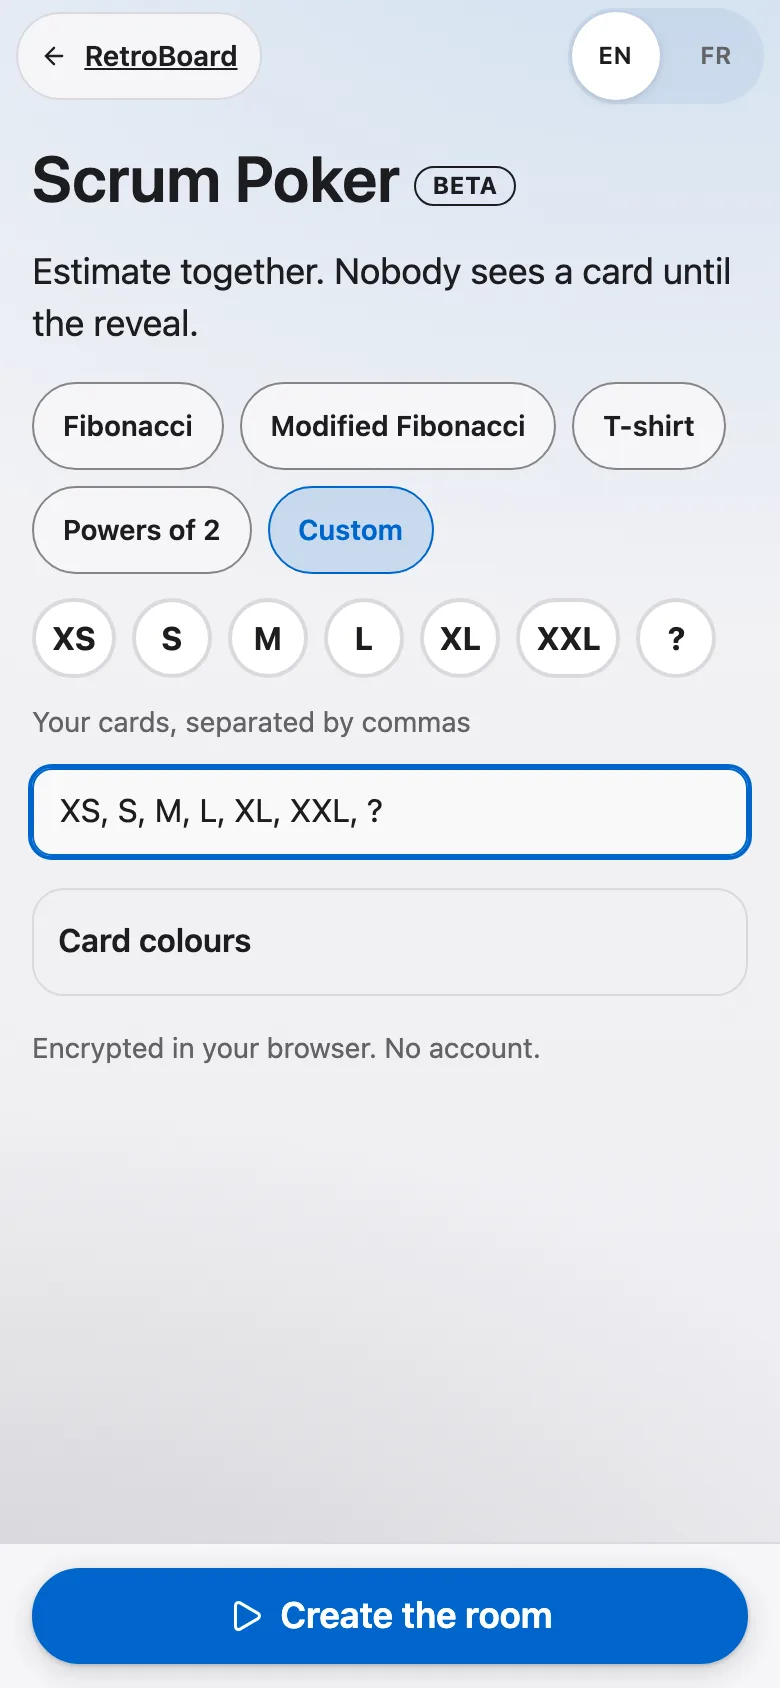 RetroBoard
EN FR
Scrum Poker BETA
Estimate together. Nobody sees a card until
the reveal.
Fibonacci Modified Fibonacci T-shirt
Powers of 2 Custom
XS S M L XL XXL ?
Your cards, separated by commas
XS, S, M, L, XL, XXL, ?
Card colours
Encrypted in your browser. No account.
Create the room